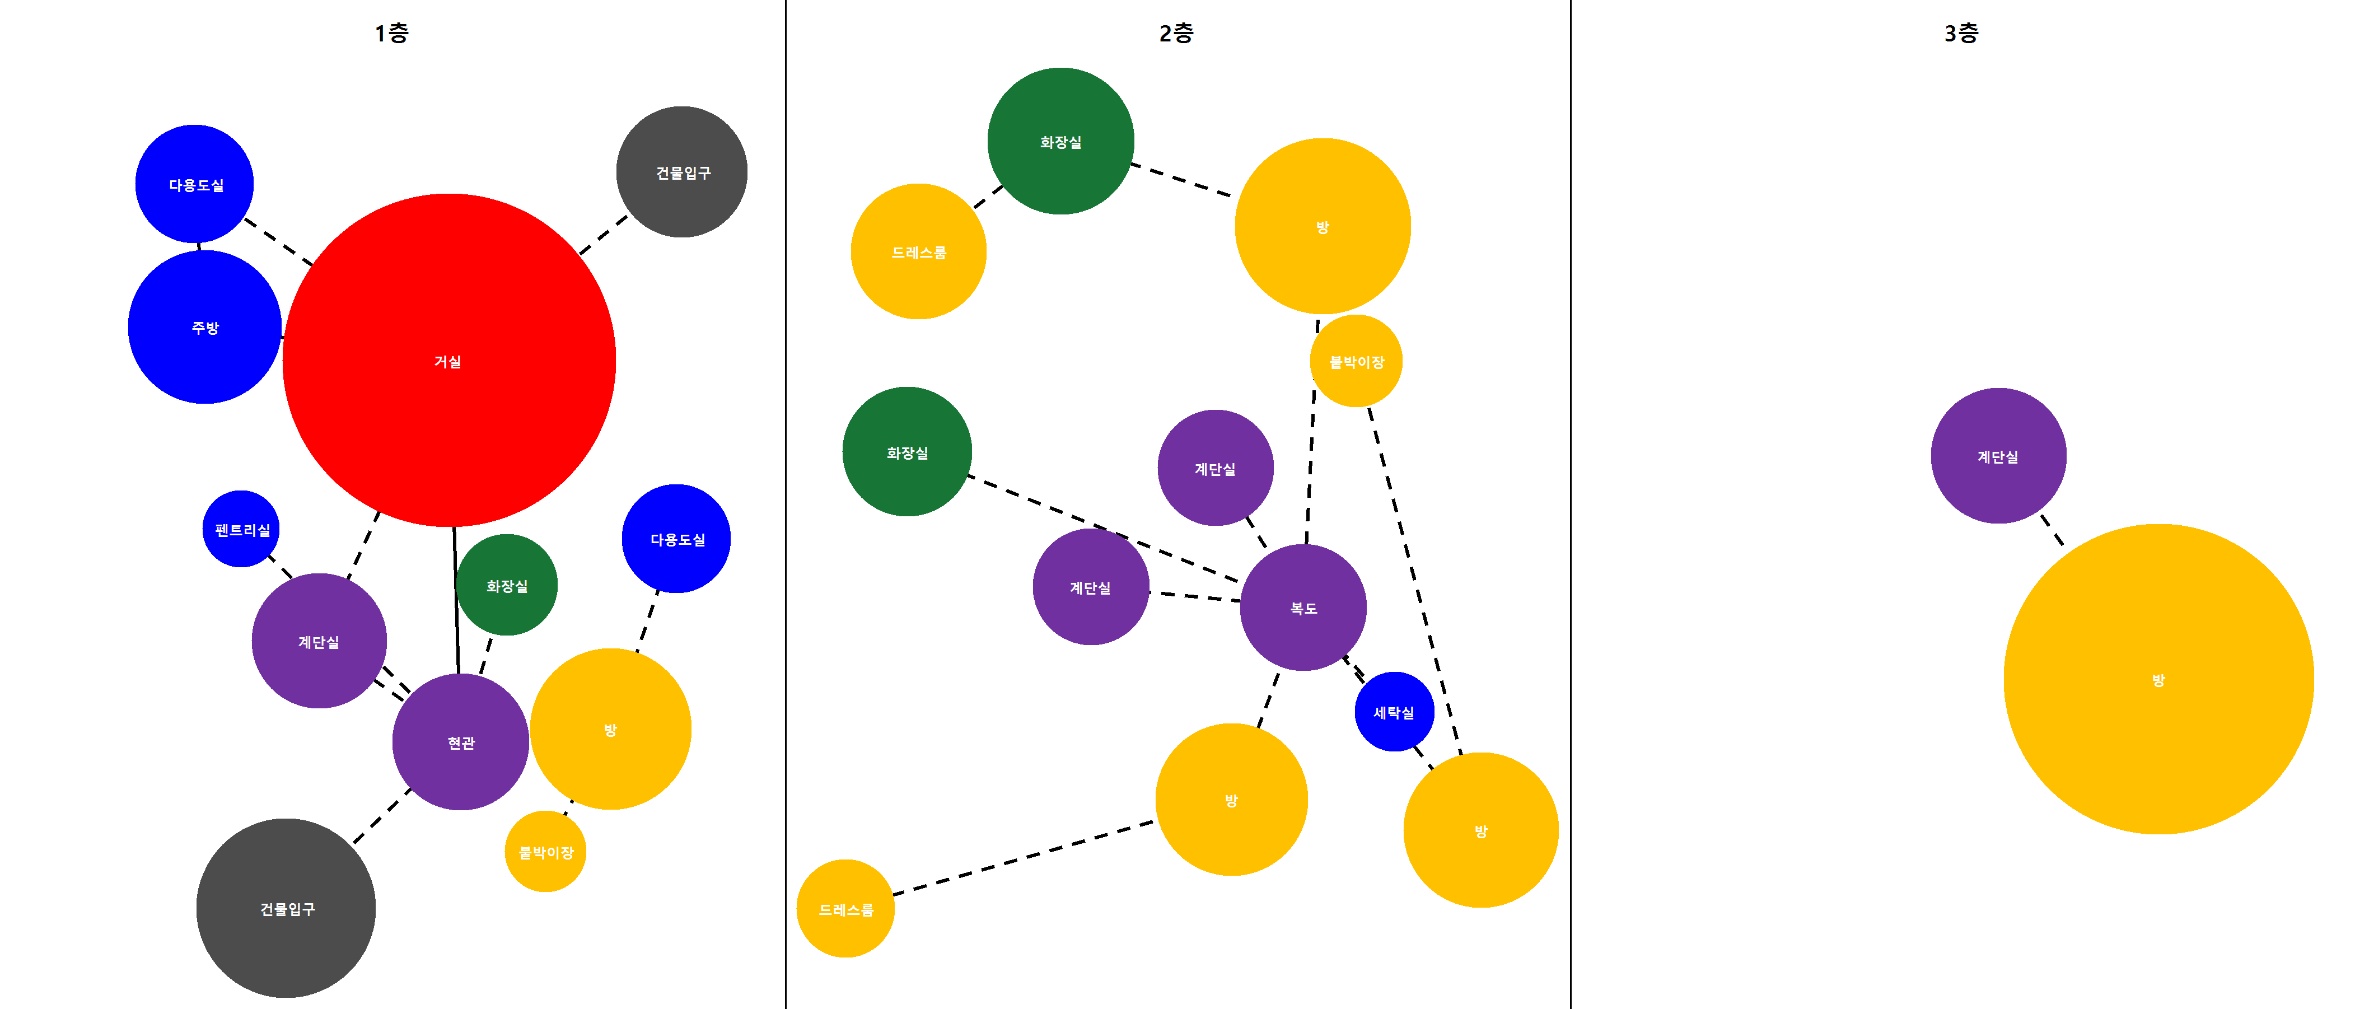 1층
다용도실
건물입구
주방
거실
펜트리실
다용도실
화장실
계단실
현관
방
붙박이장
건물입구
2층
화장실
방
드레스룸
붙박이장
화장실
계단실
계단실
복도
세탁실
방
방
드레스룸
3층
계단실
방